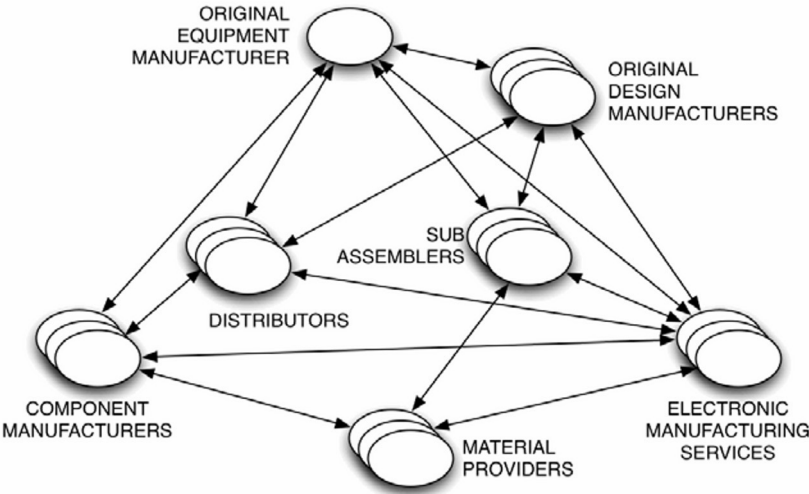 ORIGINAL
EQUIPMENT
MANUFACTURER
ORIGINAL
DESIGN
MANUFACTURERS
SUB
ASSEMBLERS
DISTRIBUTORS
COMPONENT
MANUFACTURERS
MATERIAL
PROVIDERS
ELECTRONIC
MANUFACTURING
SERVICES